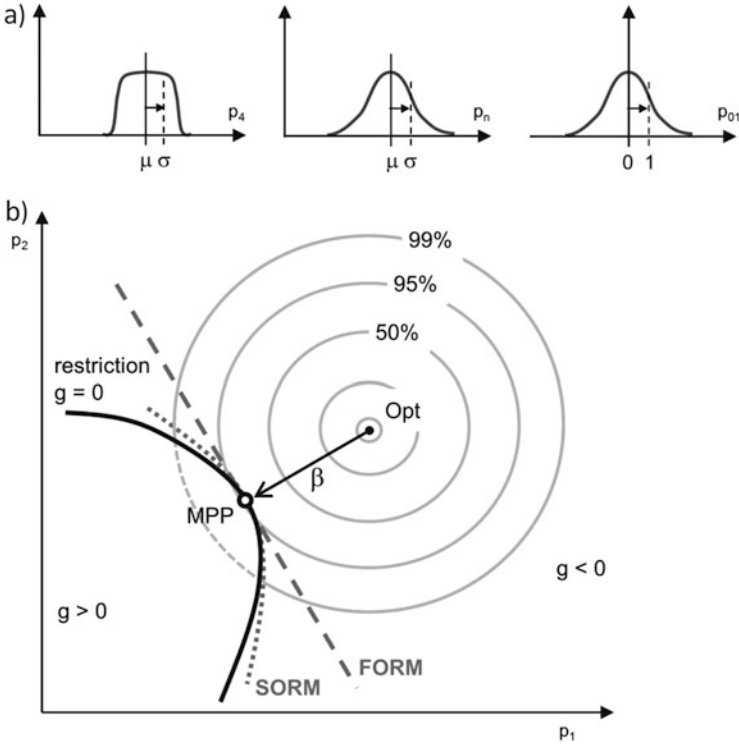 a)
p4
μ σ
pn
μ σ
p01
0 1
b)
p2
99%
95%
50%
restriction
g = 0
Opt
β
MPP
g < 0
g > 0
FORM
SORM
p1